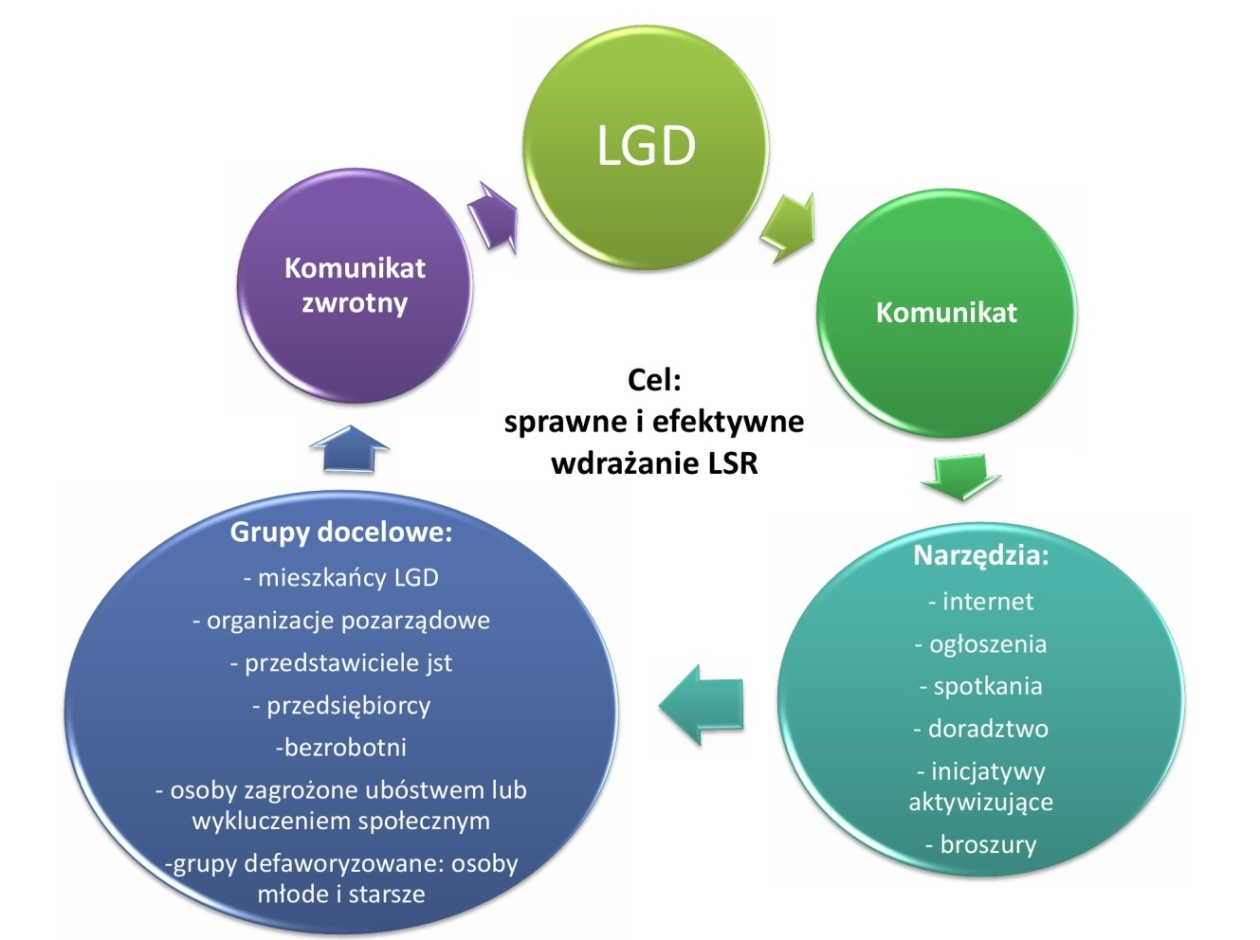 LGD
Komunikat
zwrotny
Komunikat
Cel:
sprawne i efektywne
wdrażanie LSR
Grupy docelowe:
- mieszkańcy LGD
- organizacje pozarządowe
- przedstawiciele jst
- przedsiębiorcy
-bezrobotni
- osoby zagrożone ubóstwem lub
wykluczeniem społecznym
-grupy defaworyzowane: osoby
młode i starsze
Narzędzia:
- internet
- ogłoszenia
- spotkania
- doradztwo
- inicjatywy
aktywizujące
- broszury